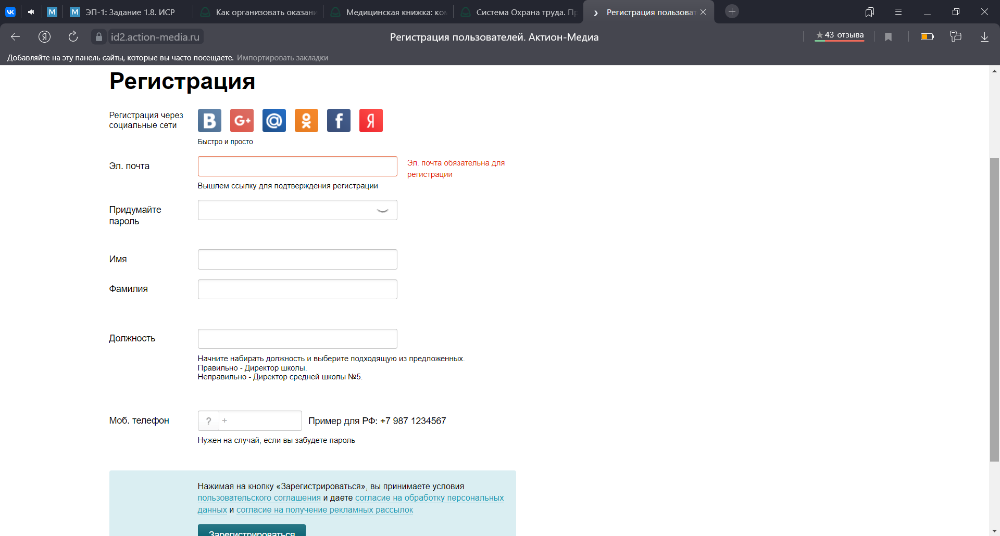 ЭП-1: Задание 1.8. ИСР
Как организовать оказани
Медицинская книжка: ко
Система Охрана труда. Пр
Регистрация пользоват
id2.action-media.ru
Регистрация пользователей. Актион-Медиа
43 отзыва
Добавляйте на эту панель сайты, которые вы часто посещаете. Импортировать закладки
Регистрация
Регистрация через
социальные сети
Быстро и просто
Эл. почта
Эл. почта обязательна для
регистрации
Вышлем ссылку для подтверждения регистрации
Придумайте
пароль
Имя
Фамилия
Должность
Начните набирать должность и выберите подходящую из предложенных.
Правильно - Директор школы.
Неправильно - Директор средней школы №5.
Моб. телефон
? +
Пример для РФ: +7 987 1234567
Нужен на случай, если вы забудете пароль
Нажимая на кнопку «Зарегистрироваться», вы принимаете условия
пользовательского соглашения и даете согласие на обработку персональных
данных и согласие на получение рекламных рассылок
Зарегистрироваться